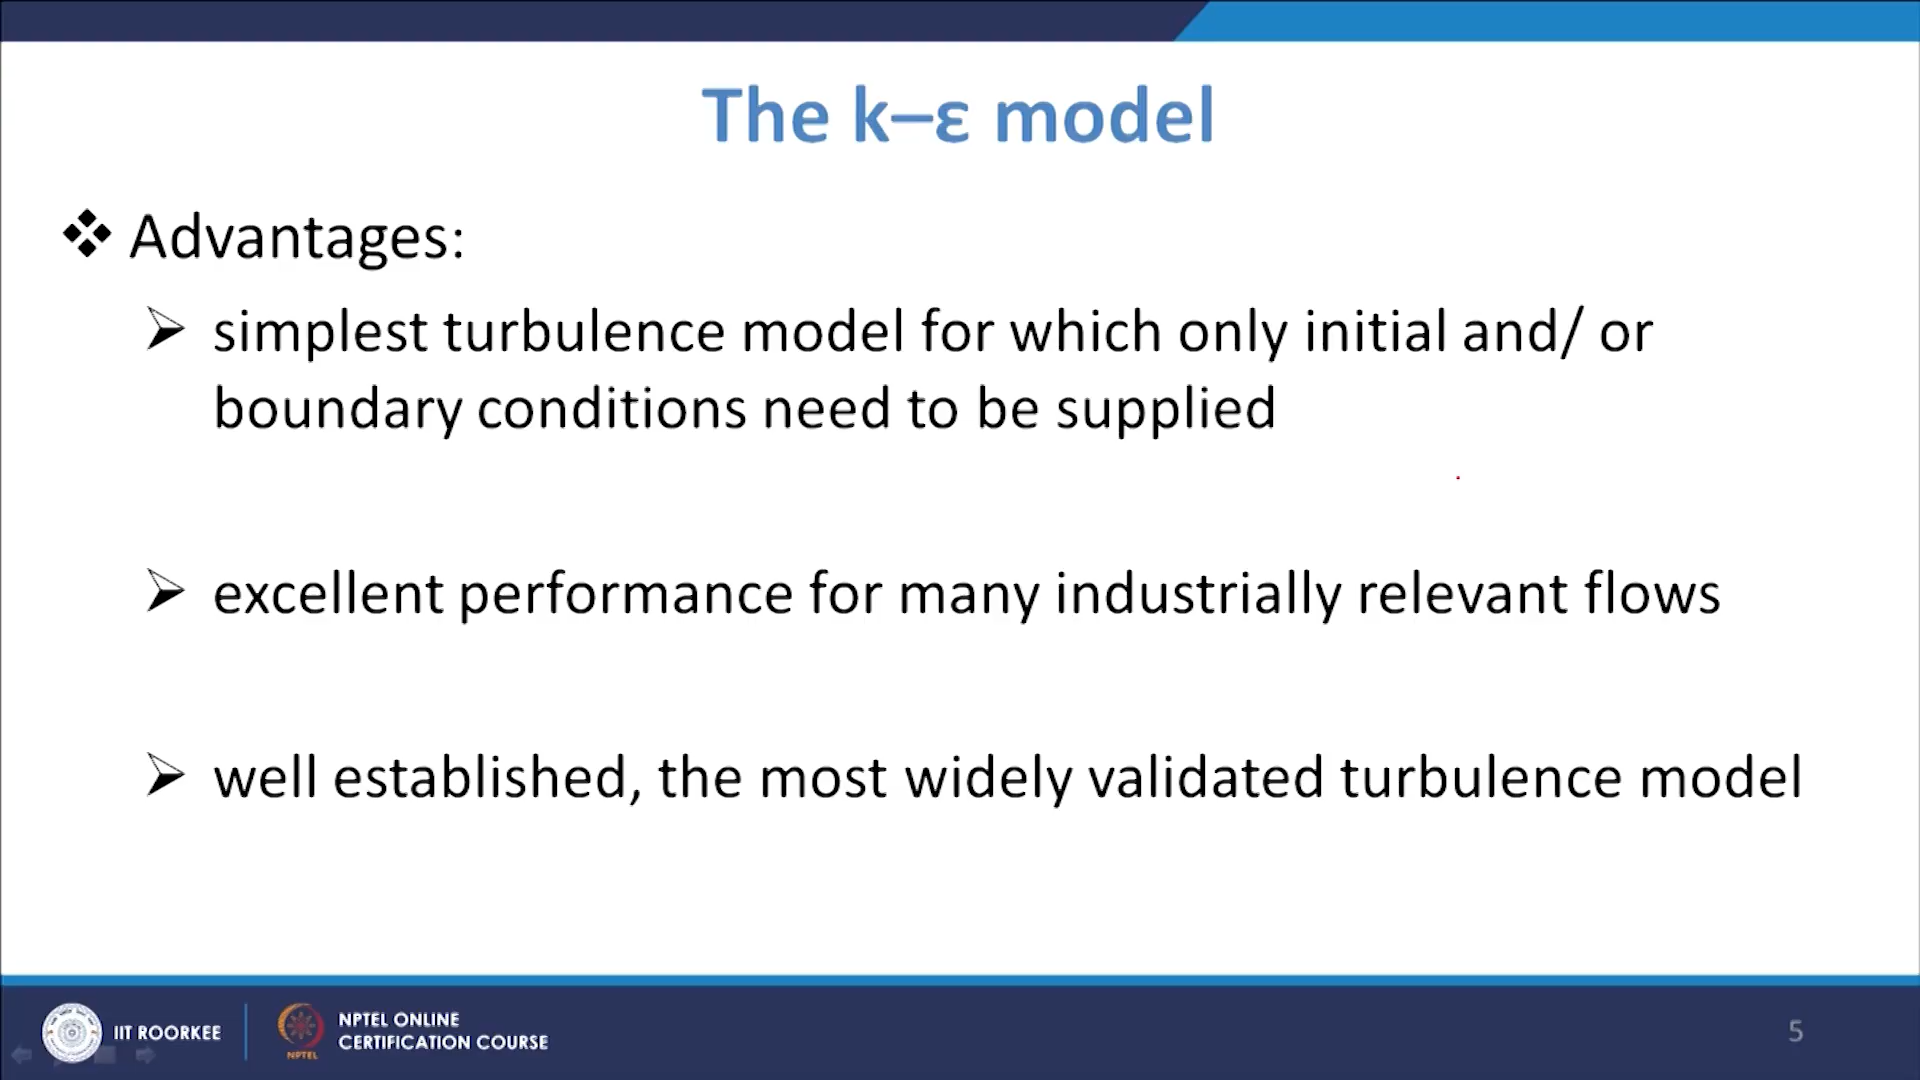 The k–ε model
❖ Advantages:
➢ simplest turbulence model for which only initial and/ or
boundary conditions need to be supplied
➢ excellent performance for many industrially relevant flows
➢ well established, the most widely validated turbulence model
IIT ROORKEE
NPTEL
NPTEL ONLINE
CERTIFICATION COURSE
5